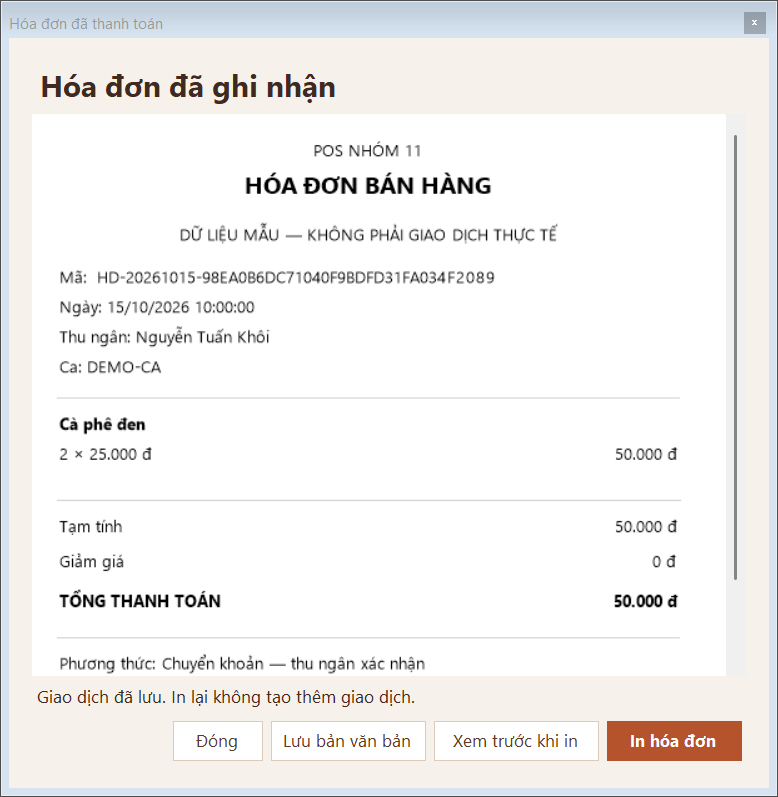 Hóa đơn đã thanh toán
x
Hóa đơn đã ghi nhận
POS NHÓM 11
HÓA ĐƠN BÁN HÀNG
DỮ LIỆU MẪU — KHÔNG PHẢI GIAO DỊCH THỰC TẾ
Mã: HD-20261015-98EA0B6DC71040F9BDFD31FA034F2089
Ngày: 15/10/2026 10:00:00
Thu ngân: Nguyễn Tuấn Khôi
Ca: DEMO-CA
Cà phê đen
2 × 25.000 đ 50.000 đ
Tạm tính 50.000 đ
Giảm giá 0 đ
TỔNG THANH TOÁN 50.000 đ
Phương thức: Chuyển khoản — thu ngân xác nhận
Giao dịch đã lưu. In lại không tạo thêm giao dịch.
Đóng Lưu bản văn bản Xem trước khi in In hóa đơn